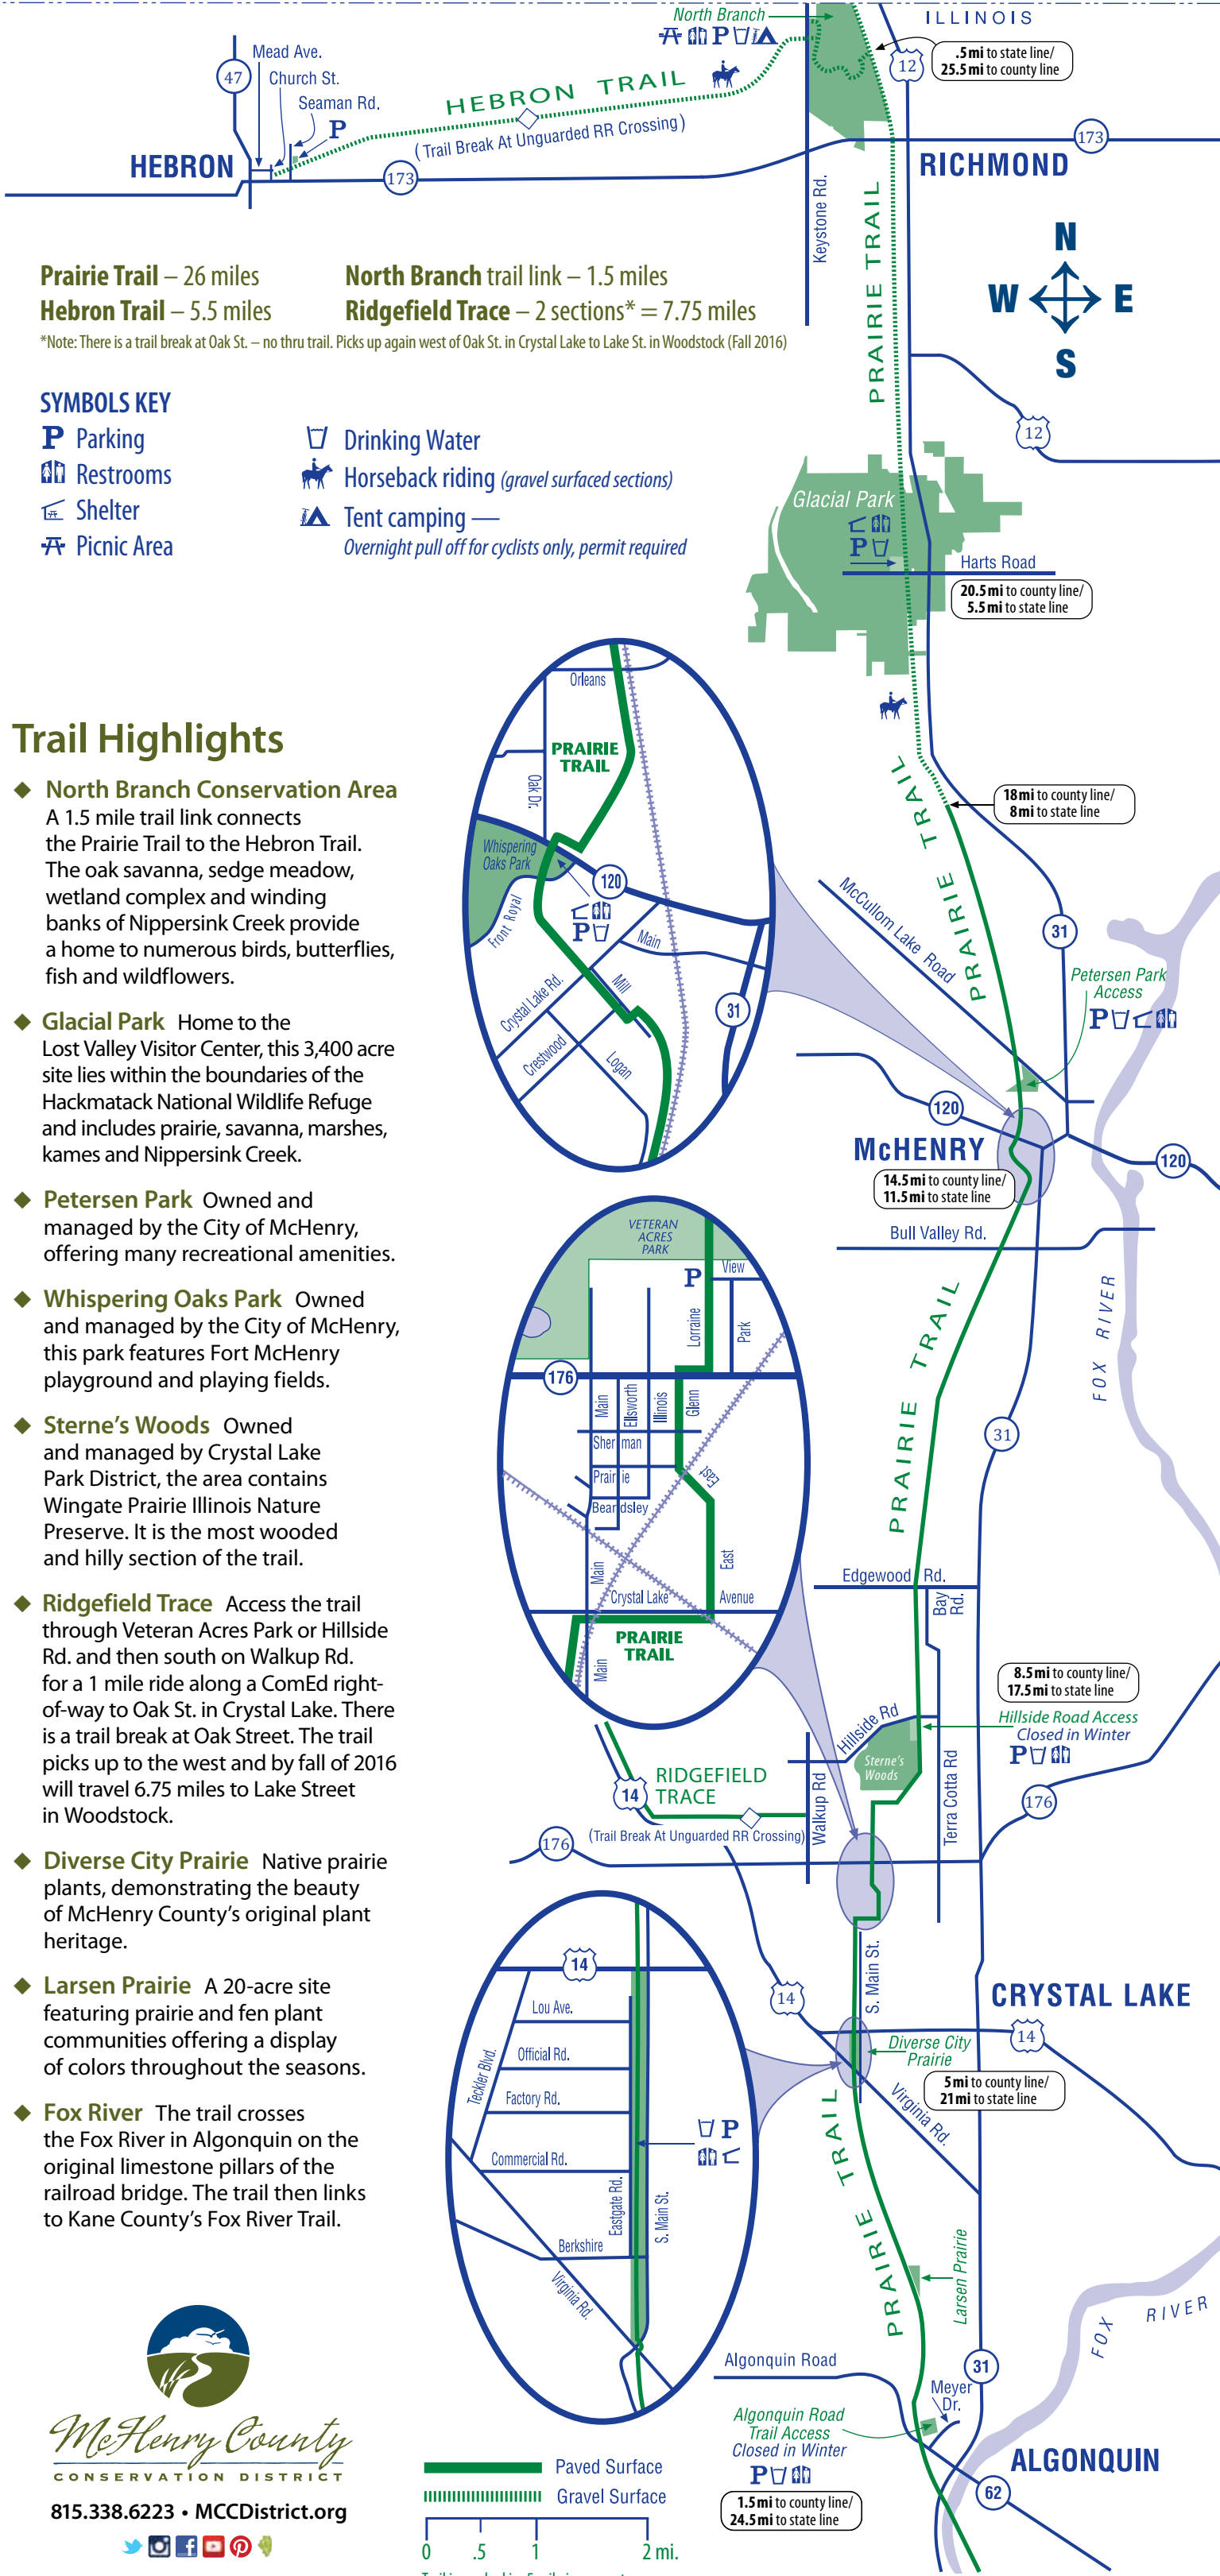 North Branch
P
ILLINOIS
12
.5mi to state line/
25.5mi to county line
47
Mead Ave.
Church St.
Seaman Rd.
P
HEBRON TRAIL
(Trail Break At Unguarded RR Crossing)
HEBRON
173
173
RICHMOND
Keystone Rd.
PRAIRIE TRAIL
N
W
E
S
Prairie Trail – 26 miles
Hebron Trail – 5.5 miles
North Branch trail link – 1.5 miles
Ridgefield Trace – 2 sections* = 7.75 miles
*Note: There is a trail break at Oak St. – no thru trail. Picks up again west of Oak St. in Crystal Lake to Lake St. in Woodstock (Fall 2016)
SYMBOLS KEY
P Parking
Restrooms
Shelter
Picnic Area
Drinking Water
Horseback riding (gravel surfaced sections)
Tent camping —
Overnight pull off for cyclists only, permit required
12
Glacial Park
P
Harts Road
20.5mi to county line/
5.5mi to state line
Trail Highlights
North Branch Conservation Area
A 1.5 mile trail link connects
the Prairie Trail to the Hebron Trail.
The oak savanna, sedge meadow,
wetland complex and winding
banks of Nippersink Creek provide
a home to numerous birds, butterflies,
fish and wildflowers.
Glacial Park Home to the
Lost Valley Visitor Center, this 3,400 acre
site lies within the boundaries of the
Hackmatack National Wildlife Refuge
and includes prairie, savanna, marshes,
kames and Nippersink Creek.
Petersen Park Owned and
managed by the City of McHenry,
offering many recreational amenities.
Whispering Oaks Park Owned
and managed by the City of McHenry,
this park features Fort McHenry
playground and playing fields.
Sterne's Woods Owned
and managed by Crystal Lake
Park District, the area contains
Wingate Prairie Illinois Nature
Preserve. It is the most wooded
and hilly section of the trail.
Ridgefield Trace Access the trail
through Veteran Acres Park or Hillside
Rd. and then south on Walkup Rd.
for a 1 mile ride along a ComEd right-
of-way to Oak St. in Crystal Lake. There
is a trail break at Oak Street. The trail
picks up to the west and by fall of 2016
will travel 6.75 miles to Lake Street
in Woodstock.
Diverse City Prairie Native prairie
plants, demonstrating the beauty
of McHenry County's original plant
heritage.
Larsen Prairie A 20-acre site
featuring prairie and fen plant
communities offering a display
of colors throughout the seasons.
Fox River The trail crosses
the Fox River in Algonquin on the
original limestone pillars of the
railroad bridge. The trail then links
to Kane County's Fox River Trail.
McHenry County
CONSERVATION DISTRICT
815.338.6223 • MCCDistrict.org
Orleans
PRAIRIE
TRAIL
Oak Dr.
Whispering
Oaks Park
120
P
Front Royal
Main
Mill
Crystal Lake Rd.
Crestwood
Logan
31
PRAIRIE TRAIL
18mi to county line/
8mi to state line
McCullom Lake Road
31
Petersen Park
Access
P
120
McHENRY
120
14.5mi to county line/
11.5mi to state line
Bull Valley Rd.
FOX RIVER
PRAIRIE TRAIL
31
VETERAN
ACRES
PARK
P
View
Lorraine
Park
176
Main
Ellsworth
Illinois
Glenn
Sherman
Prairie
East
Beardsley
Main
East
Crystal Lake Avenue
PRAIRIE
TRAIL
Main
Edgewood Rd.
Bay
Rd.
8.5mi to county line/
17.5mi to state line
Hillside Road Access
Closed in Winter
P
Hillside Rd
Sterne's
Woods
14
RIDGEFIELD
TRACE
Walkup Rd
Terra Cotta Rd
176
(Trail Break At Unguarded RR Crossing)
176
S. Main St.
14
CRYSTAL LAKE
14
Diverse City
Prairie
5mi to county line/
21mi to state line
Virginia Rd.
14
Lou Ave.
Official Rd.
Teckler Blvd.
Factory Rd.
Commercial Rd.
P
Eastgate Rd.
S. Main St.
Berkshire
Virginia Rd.
PRAIRIE TRAIL
Larsen Prairie
FOX RIVER
Algonquin Road
31
Meyer
Dr.
Algonquin Road
Trail Access
Closed in Winter
P
ALGONQUIN
62
1.5mi to county line/
24.5mi to state line
Paved Surface
Gravel Surface
0 .5 1 2 mi.